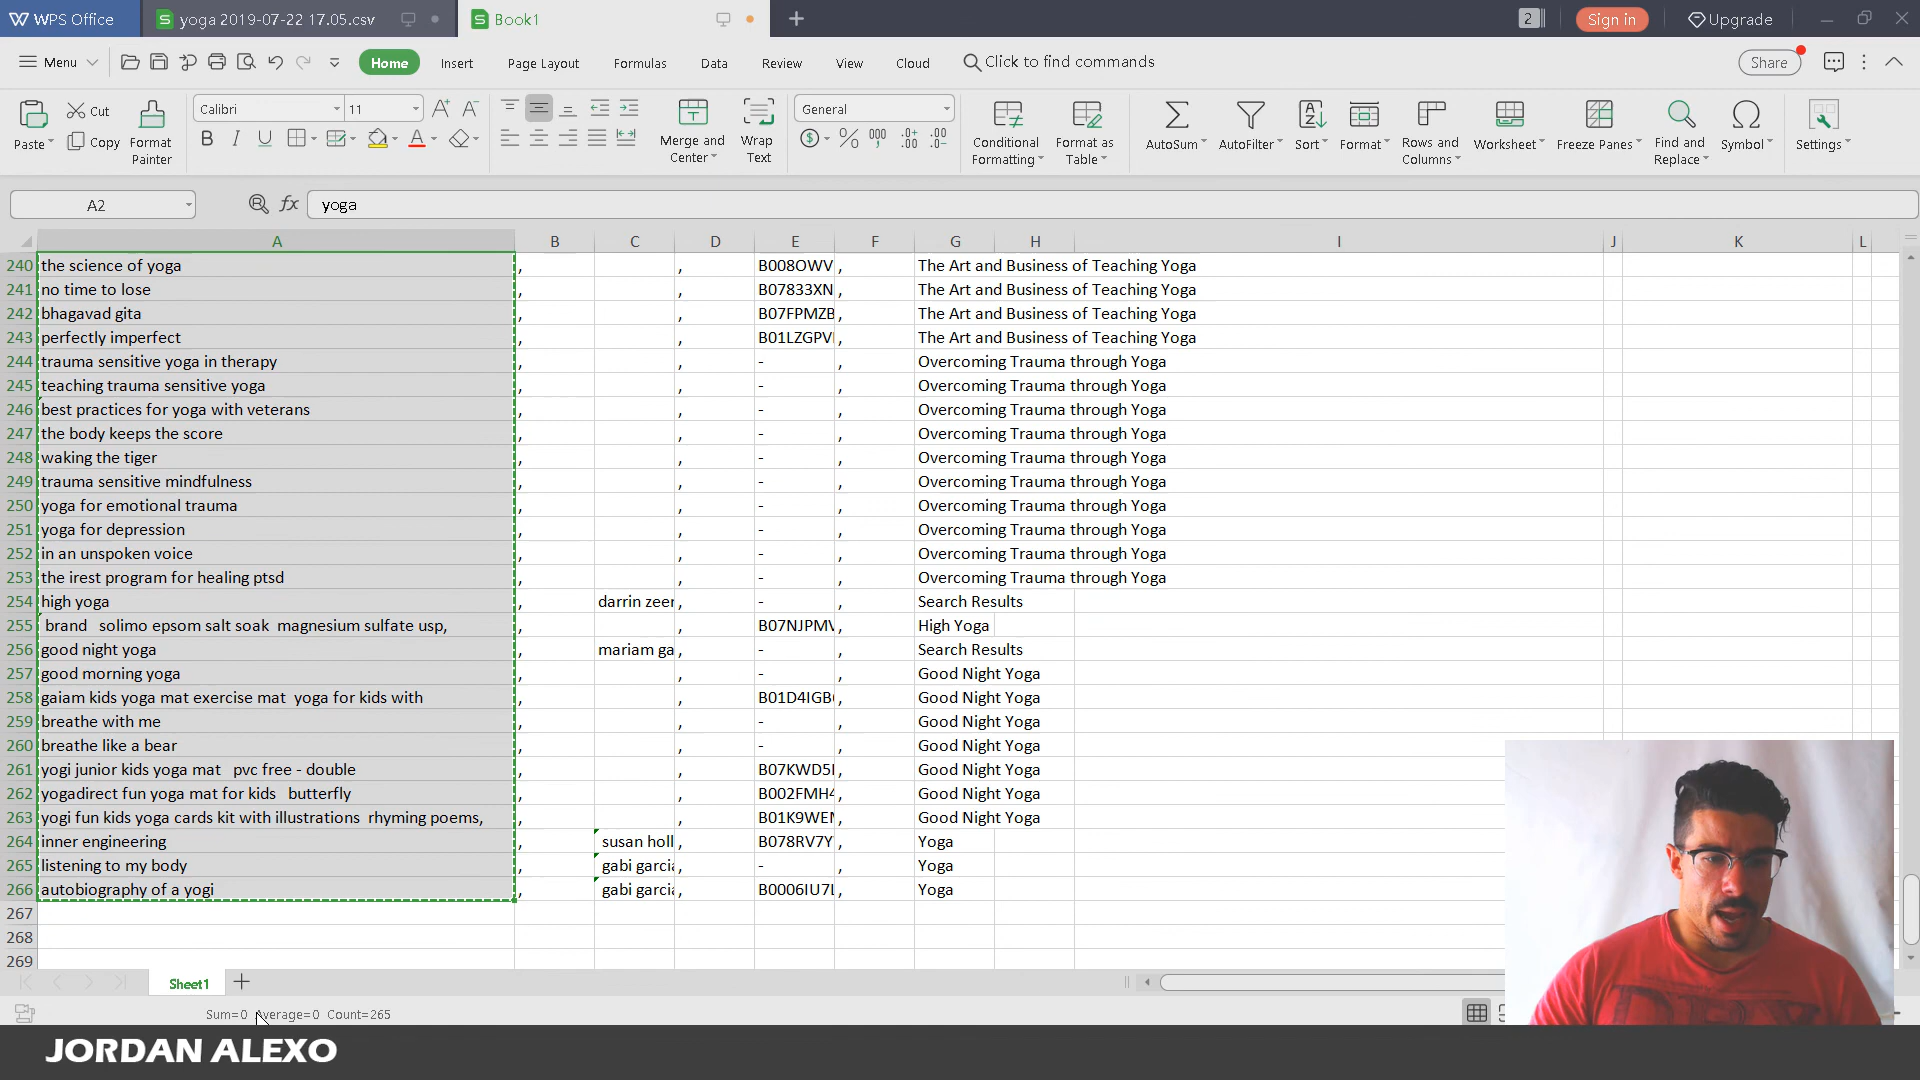 WPS Office
yoga 2019-07-22 17.05.csv
Book1
2
Sign in
Upgrade
Menu
Home
Insert
Page Layout
Formulas
Data
Review
View
Cloud
Click to find commands
Share
Paste
Cut
Copy
Format Painter
Calibri
11
B I U
Merge and Center
Wrap Text
General
Conditional Formatting
Format as Table
AutoSum
AutoFilter
Sort
Format
Rows and Columns
Worksheet
Freeze Panes
Find and Replace
Symbol
Settings
A2
fx
yoga
A B C D E F G H I J K L
240 the science of yoga , , B008OWV , The Art and Business of Teaching Yoga
241 no time to lose , , B07833XN , The Art and Business of Teaching Yoga
242 bhagavad gita , , B07FPMZB , The Art and Business of Teaching Yoga
243 perfectly imperfect , , B01LZGPV , The Art and Business of Teaching Yoga
244 trauma sensitive yoga in therapy , , - , Overcoming Trauma through Yoga
245 teaching trauma sensitive yoga , , - , Overcoming Trauma through Yoga
246 best practices for yoga with veterans , , - , Overcoming Trauma through Yoga
247 the body keeps the score , , - , Overcoming Trauma through Yoga
248 waking the tiger , , - , Overcoming Trauma through Yoga
249 trauma sensitive mindfulness , , - , Overcoming Trauma through Yoga
250 yoga for emotional trauma , , - , Overcoming Trauma through Yoga
251 yoga for depression , , - , Overcoming Trauma through Yoga
252 in an unspoken voice , , - , Overcoming Trauma through Yoga
253 the irest program for healing ptsd , , - , Overcoming Trauma through Yoga
254 high yoga , darrin zeer , - , Search Results
255 brand solimo epsom salt soak magnesium sulfate usp, , , B07NJPMV , High Yoga
256 good night yoga , mariam ga , - , Search Results
257 good morning yoga , , - , Good Night Yoga
258 gaiam kids yoga mat exercise mat yoga for kids with , , B01D4IGB , Good Night Yoga
259 breathe with me , , - , Good Night Yoga
260 breathe like a bear , , - , Good Night Yoga
261 yogi junior kids yoga mat pvc free - double , , B07KWD5 , Good Night Yoga
262 yogadirect fun yoga mat for kids butterfly , , B002FMH4 , Good Night Yoga
263 yogi fun kids yoga cards kit with illustrations rhyming poems, , , B01K9WE , Good Night Yoga
264 inner engineering , susan holl , B078RV7Y , Yoga
265 listening to my body , gabi garcia , - , Yoga
266 autobiography of a yogi , gabi garcia , B0006IU7 , Yoga
267
268
269
Sheet1
Sum=0 Average=0 Count=265
JORDAN ALEXO